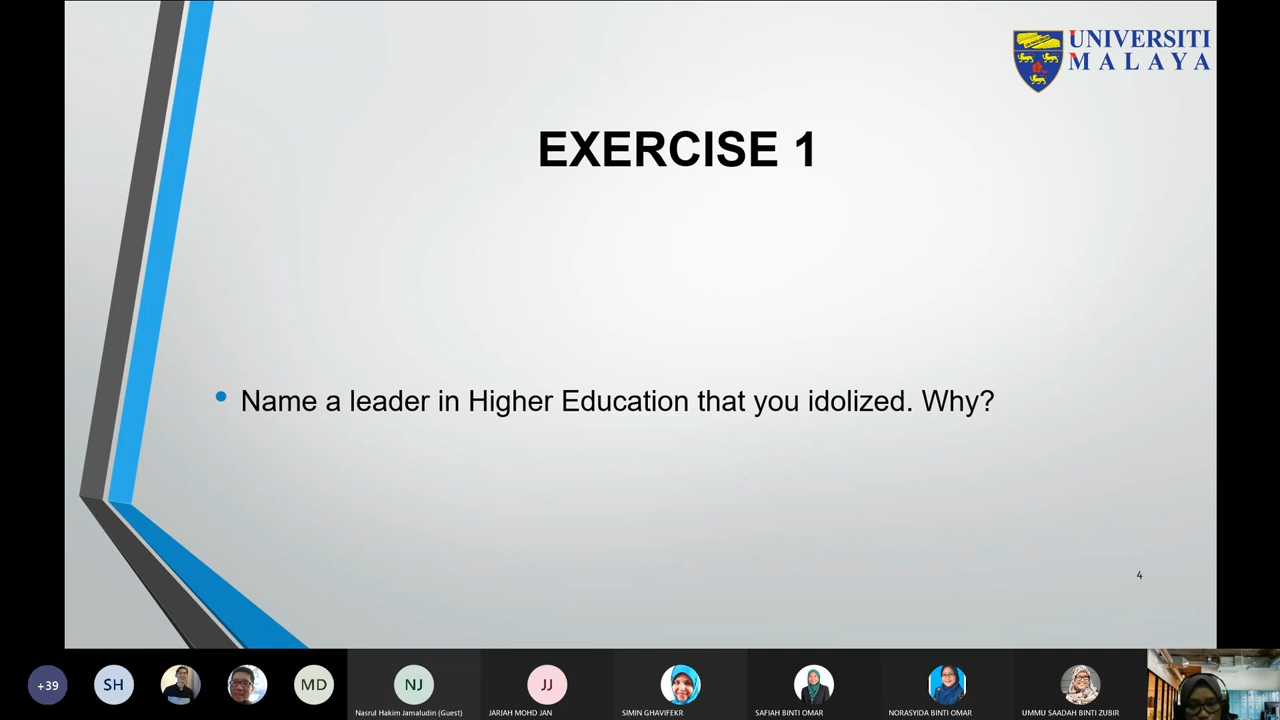 UNIVERSITI
MALAYA
EXERCISE 1
Name a leader in Higher Education that you idolized. Why?
4
+39
SH
MD
NJ
Nasrul Hakim Jamaludin (Guest)
JJ
JARIAH MOHD JAN
SIMIN GHAVIFEKR
SAFIAH BINTI OMAR
NORASYIDA BINTI OMAR
UMMU SAADAH BINTI ZUBIR